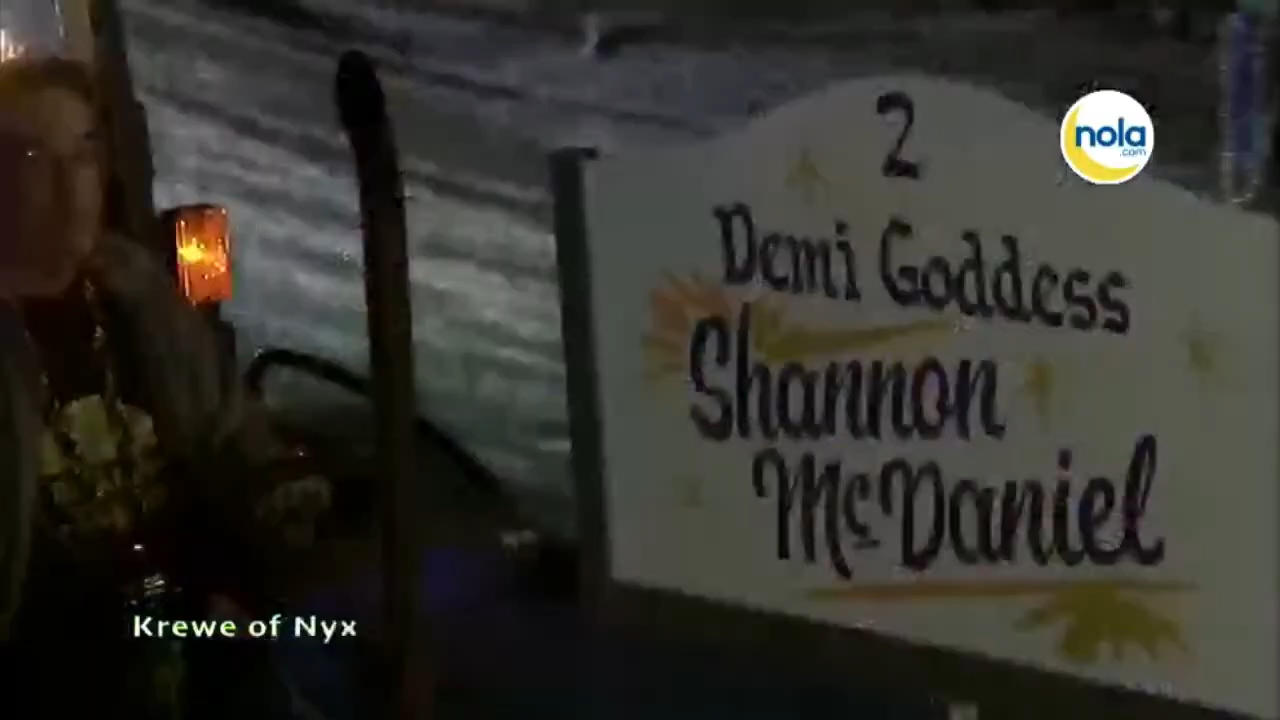 2
nola
.com
Demi Goddess
Shannon
McDaniel
Krewe of Nyx